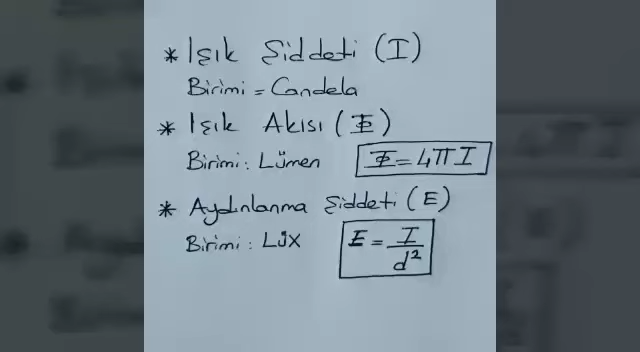 * Işık Şiddeti (I)
Birimi = Candela
* Işık Akısı (Φ)
Birimi: Lümen Φ = 4πI
* Aydınlanma Şiddeti (E)
Birimi: Lüx E = I/d²